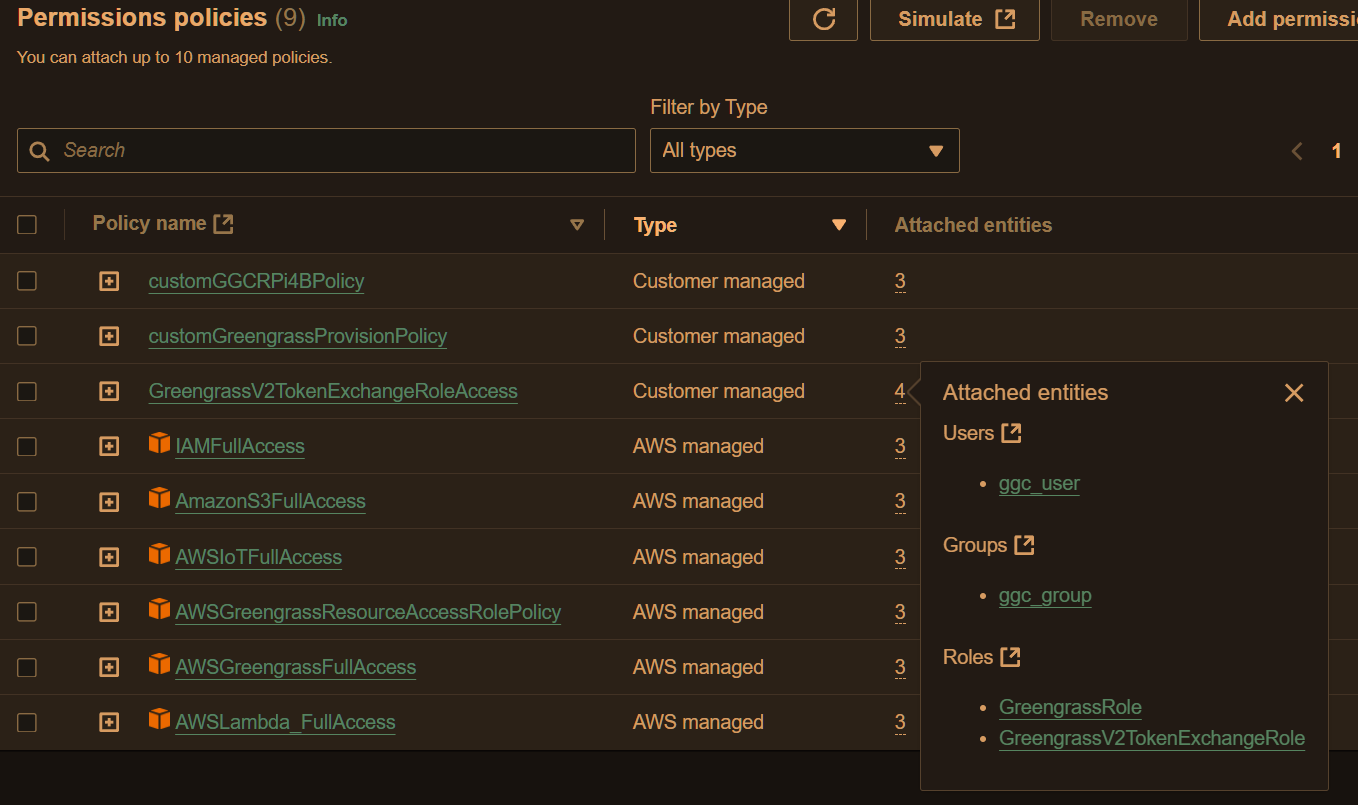 Permissions policies (9) Info
Simulate
Remove
Add permissi
You can attach up to 10 managed policies.
Filter by Type
Search
All types
1
Policy name
Type
Attached entities
customGGCRPi4BPolicy Customer managed 3
customGreengrassProvisionPolicy Customer managed 3
GreengrassV2TokenExchangeRoleAccess Customer managed 4
IAMFullAccess AWS managed 3
AmazonS3FullAccess AWS managed 3
AWSIoTFullAccess AWS managed 3
AWSGreengrassResourceAccessRolePolicy AWS managed 3
AWSGreengrassFullAccess AWS managed 3
AWSLambda_FullAccess AWS managed 3
Attached entities
Users
ggc_user
Groups
ggc_group
Roles
GreengrassRole
GreengrassV2TokenExchangeRole